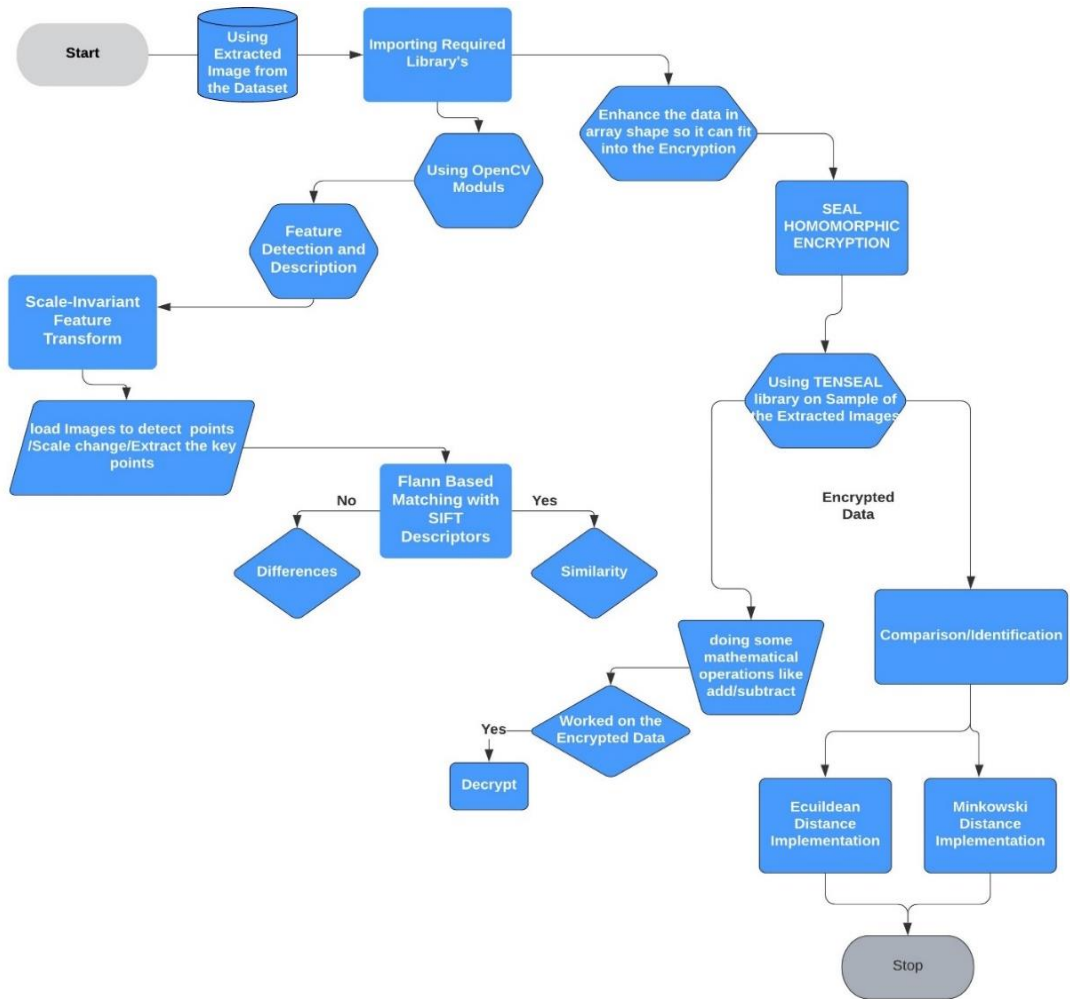 Start
Using
Extracted
Image from
the Dataset
Importing Required
Library's
Enhance the data in
array shape so it can fit
into the Encryption
Using OpenCV
Moduls
SEAL
HOMOMORPHIC
ENCRYPTION
Feature
Detection and
Description
Scale-Invariant
Feature
Transform
Using TENSEAL
library on Sample of
the Extracted Images
load Images to detect points
/Scale change/Extract the key
points
Flann Based
Matching with
SIFT
Descriptors
No
Yes
Differences
Similarity
Encrypted
Data
doing some
mathematical
operations like
add/subtract
Comparison/Identification
Worked on the
Encrypted Data
Yes
Decrypt
Ecuildean
Distance
Implementation
Minkowski
Distance
Implementation
Stop